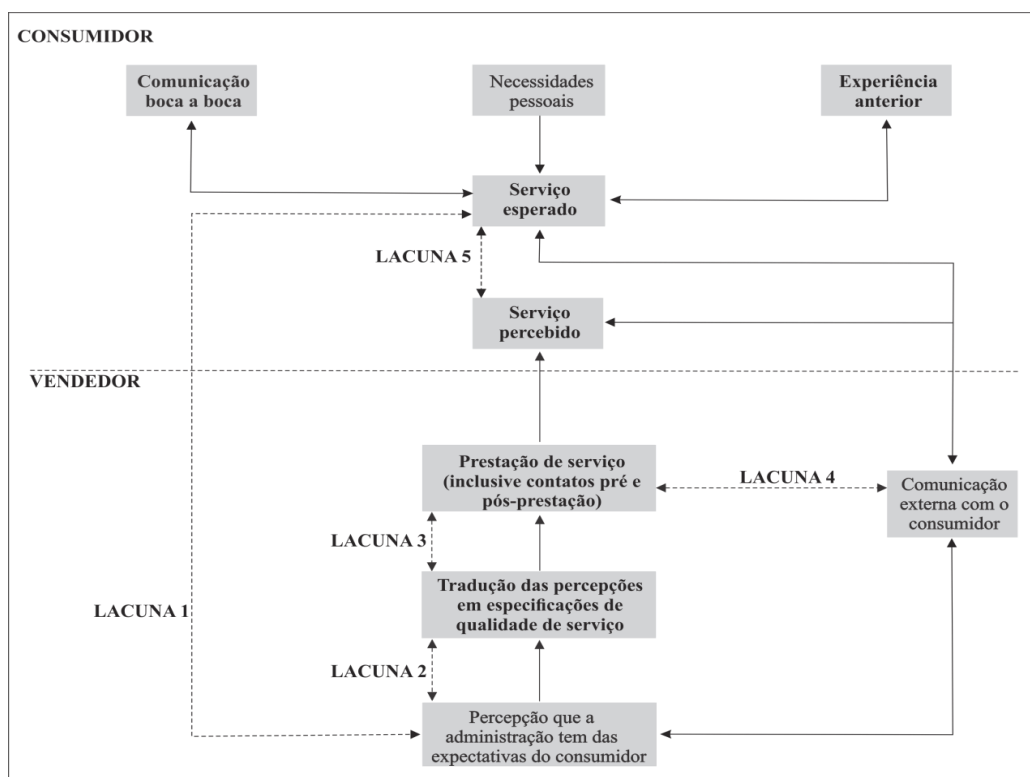 CONSUMIDOR
Comunicação
boca a boca
Necessidades
pessoais
Experiência
anterior
Serviço
esperado
LACUNA 5
Serviço
percebido
VENDEDOR
Prestação de serviço
(inclusive contatos pré e
pós-prestação)
LACUNA 4
Comunicação
externa com o
consumidor
LACUNA 3
Tradução das percepções
em especificações de
qualidade de serviço
LACUNA 1
LACUNA 2
Percepção que a
administração tem das
expectativas do consumidor